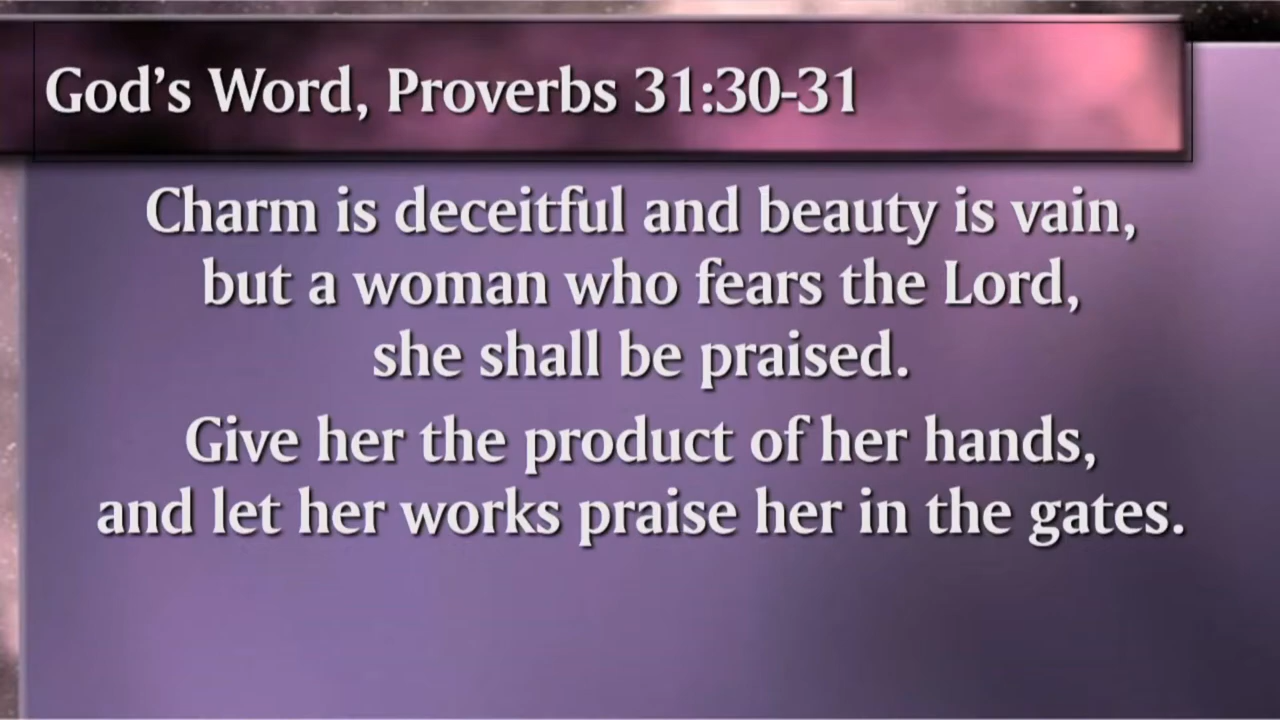 God's Word, Proverbs 31:30-31
Charm is deceitful and beauty is vain,
but a woman who fears the Lord,
she shall be praised.
Give her the product of her hands,
and let her works praise her in the gates.